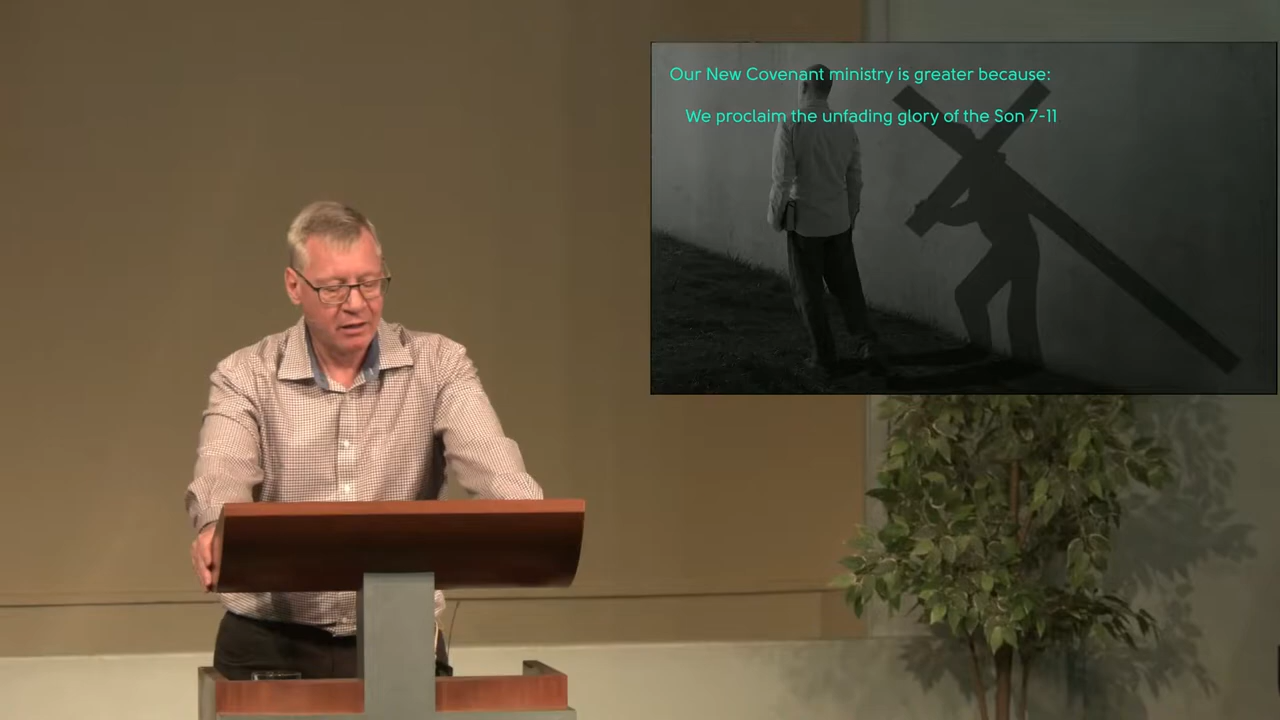 Our New Covenant ministry is greater because:
We proclaim the unfading glory of the Son 7-11